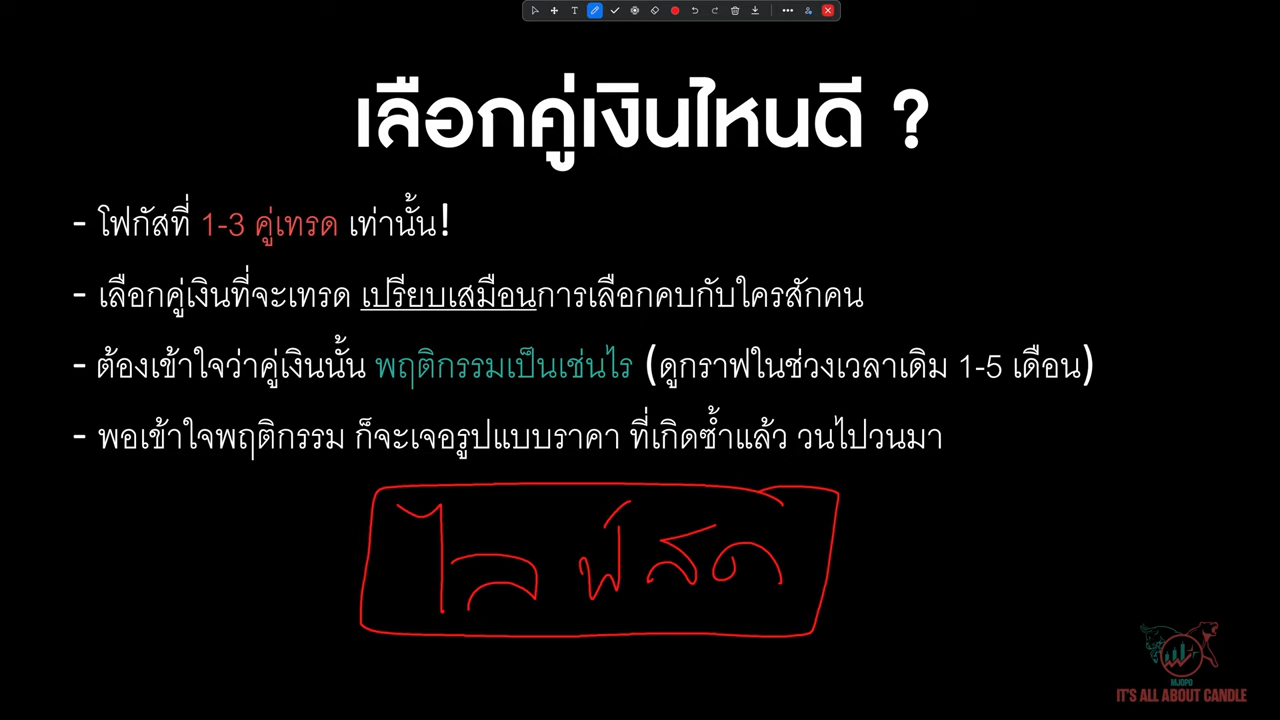 เลือกคู่เงินไหนดี ?
- โฟกัสที่ 1-3 คู่เทรด เท่านั้น!
- เลือกคู่เงินที่จะเทรด เปรียบเสมือนการเลือกคบกับใครสักคน
- ต้องเข้าใจว่าคู่เงินนั้น พฤติกรรมเป็นเช่นไร (ดูกราฟในช่วงเวลาเดิม 1-5 เดือน)
- พอเข้าใจพฤติกรรม ก็จะเจอรูปแบบราคา ที่เกิดซ้ำแล้ว วนไปวนมา
ไลฟ์สด
MJOPO
IT'S ALL ABOUT CANDLE